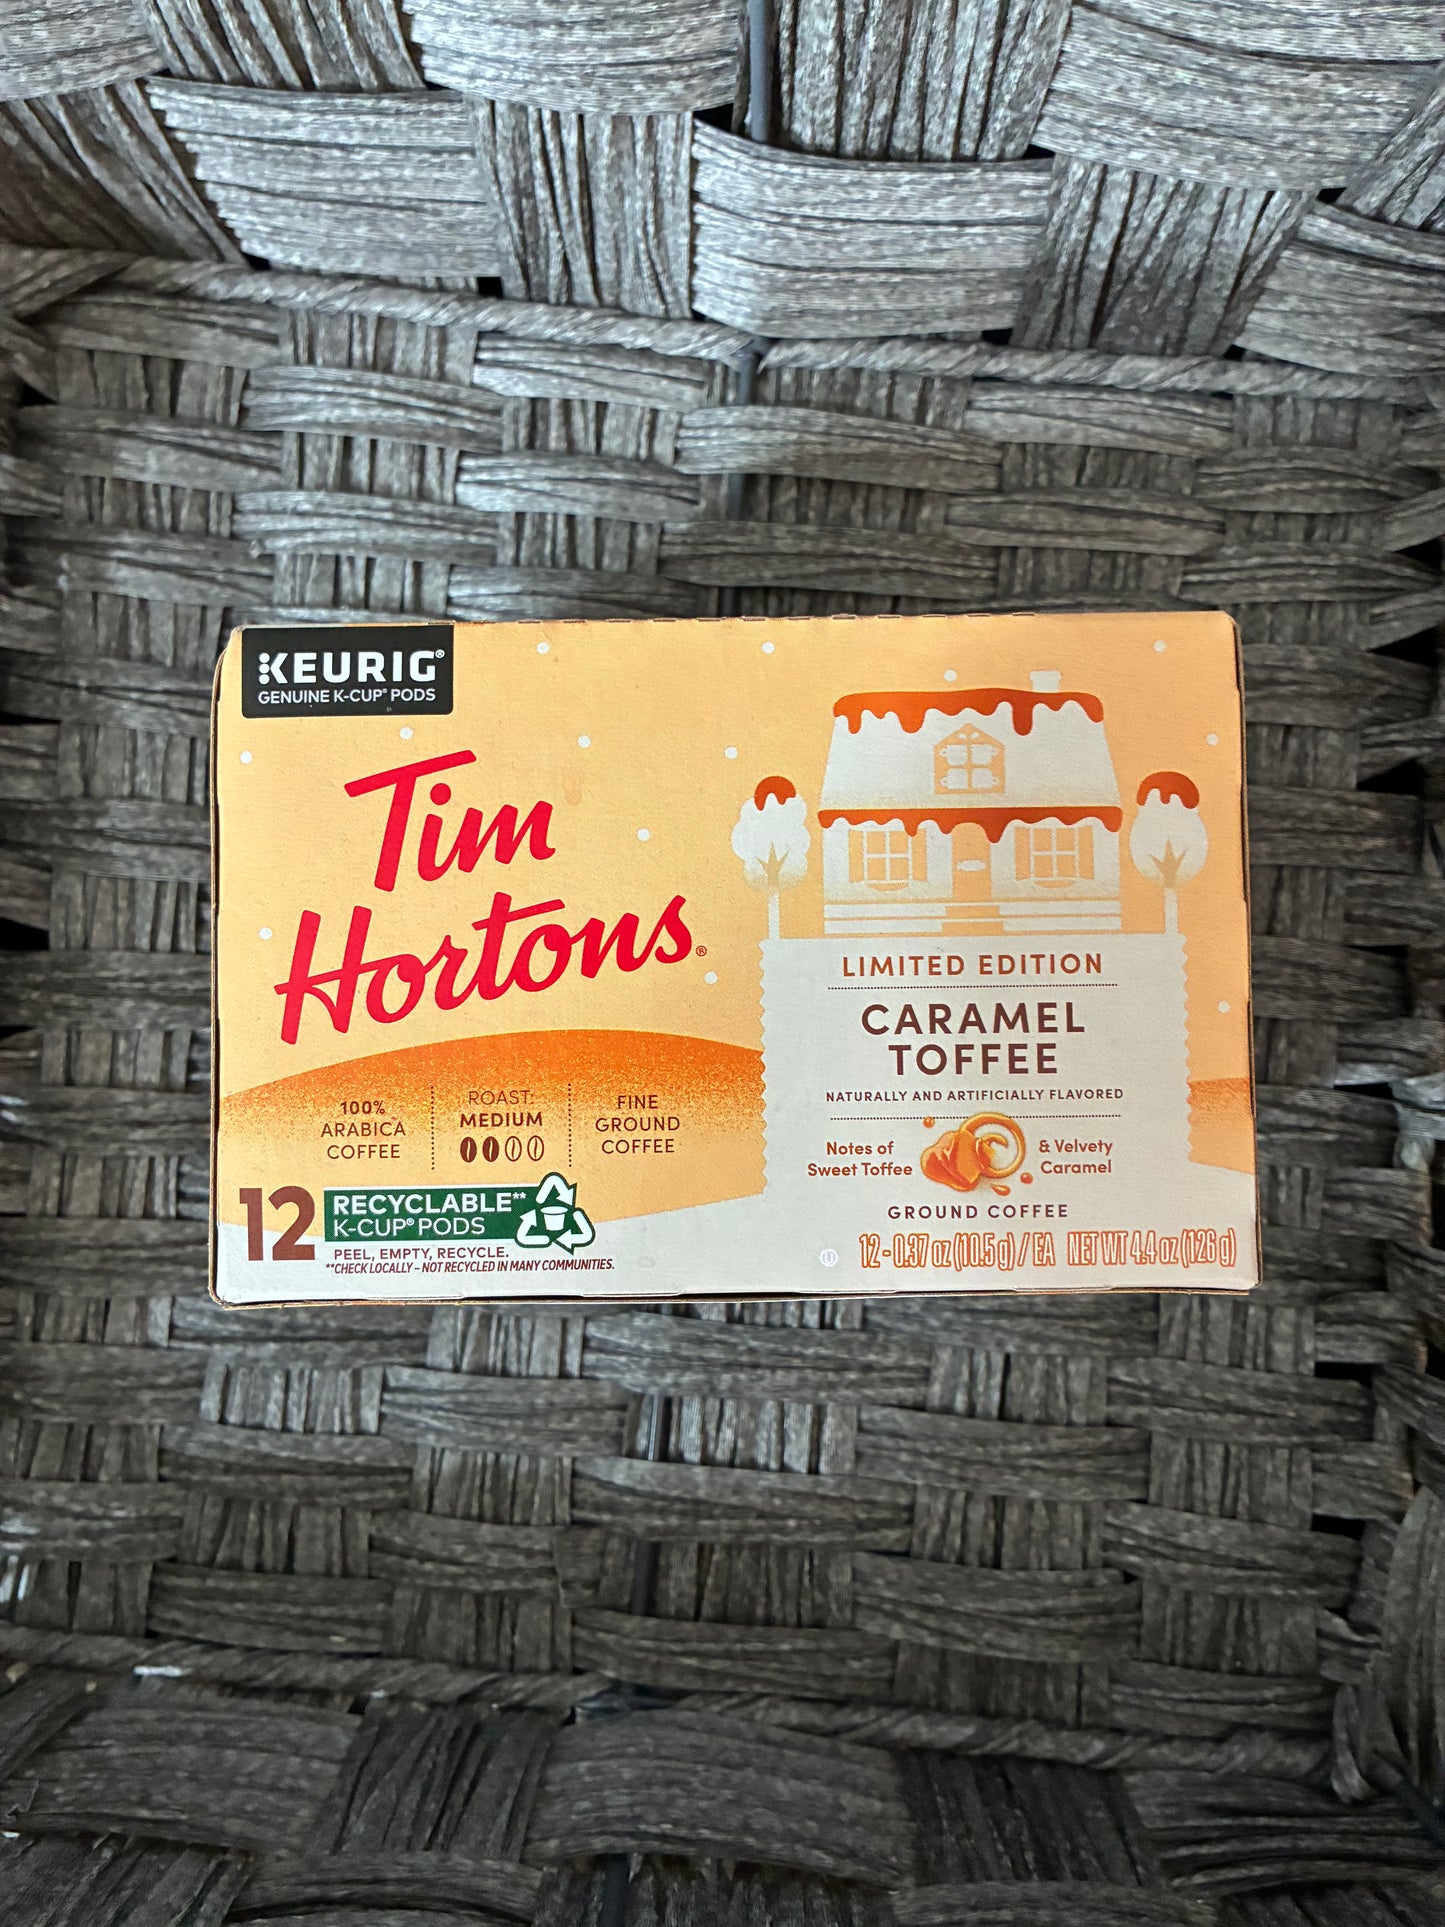 KEURIG®
GENUINE K-CUP® PODS
Tim
Hortons®
100%
ARABICA
COFFEE
ROAST:
MEDIUM
FINE
GROUND
COFFEE
12
RECYCLABLE**
K-CUP® PODS
PEEL, EMPTY, RECYCLE.
**CHECK LOCALLY – NOT RECYCLED IN MANY COMMUNITIES.
LIMITED EDITION
CARAMEL
TOFFEE
NATURALLY AND ARTIFICIALLY FLAVORED
Notes of
Sweet Toffee
& Velvety
Caramel
GROUND COFFEE
12-0.37 oz (10.5 g) / EA NET WT 4.4 oz (126 g)